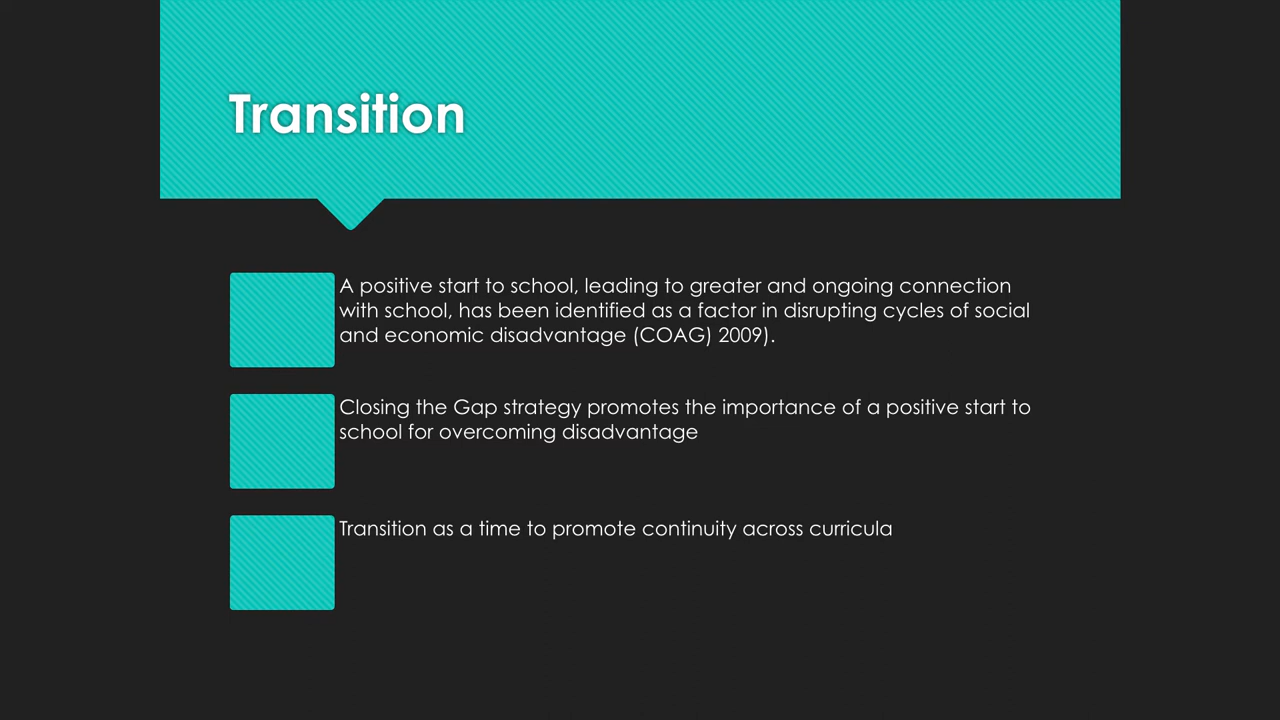 Transition
A positive start to school, leading to greater and ongoing connection
with school, has been identified as a factor in disrupting cycles of social
and economic disadvantage (COAG) 2009).
Closing the Gap strategy promotes the importance of a positive start to
school for overcoming disadvantage
Transition as a time to promote continuity across curricula